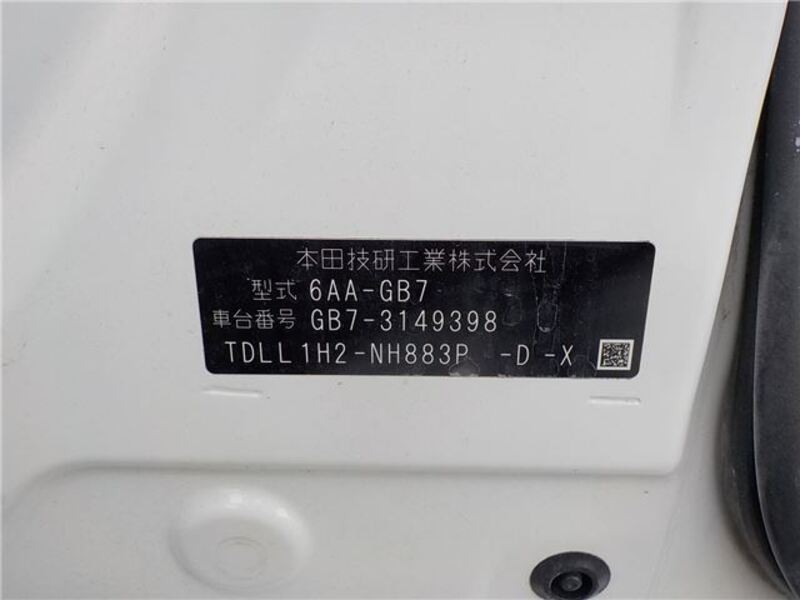 本田技研工業株式会社
型式 6AA-GB7
車台番号 GB7-3149398
TDLL1H2-NH883P -D -X